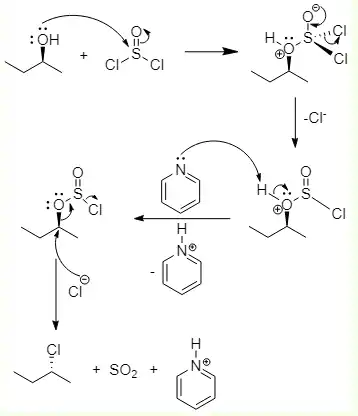 OH + O S Cl Cl
O⊖ H O⊕ S Cl Cl
-Cl⁻
O S O Cl
N
H O⊕ O S Cl
H N⊕
-
Cl⊖
Cl
+ SO₂ +
H N⊕